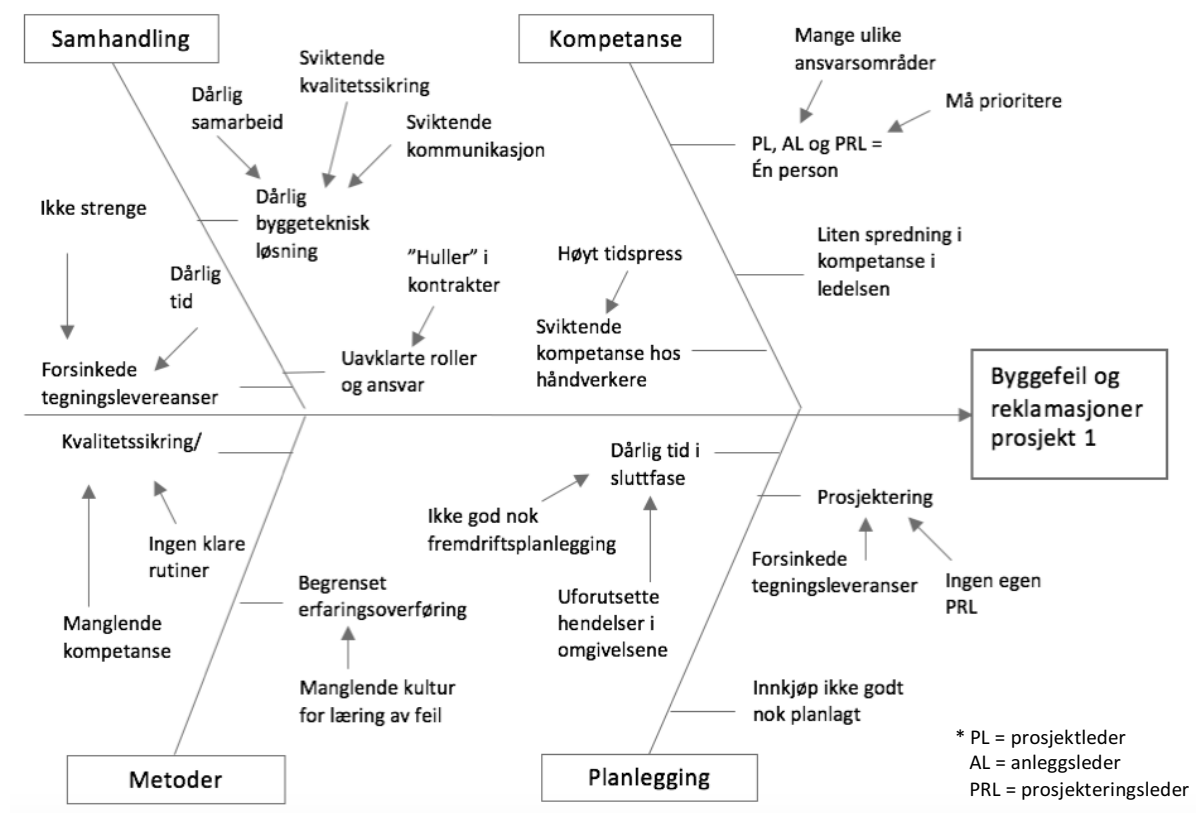 Samhandling
Sviktende
kvalitetssikring
Dårlig
samarbeid
Sviktende
kommunikasjon
Dårlig
byggeteknisk
løsning
Ikke strenge
Dårlig
tid
Forsinkede
tegningslevereanser
"Huller" i
kontrakter
Uavklarte roller
og ansvar
Kompetanse
Mange ulike
ansvarsområder
Må prioritere
PL, AL og PRL =
Én person
Liten spredning i
kompetanse i
ledelsen
Høyt tidspress
Sviktende
kompetanse hos
håndverkere
Byggefeil og
reklamasjoner
prosjekt 1
Kvalitetssikring/
Ingen klare
rutiner
Manglende
kompetanse
Begrenset
erfaringsoverføring
Manglende kultur
for læring av feil
Metoder
Dårlig tid i
sluttfase
Ikke god nok
fremdriftsplanlegging
Uforutsette
hendelser i
omgivelsene
Prosjektering
Forsinkede
tegningsleveranser
Ingen egen
PRL
Innkjøp ikke godt
nok planlagt
Planlegging
* PL = prosjektleder
AL = anleggsleder
PRL = prosjekteringsleder